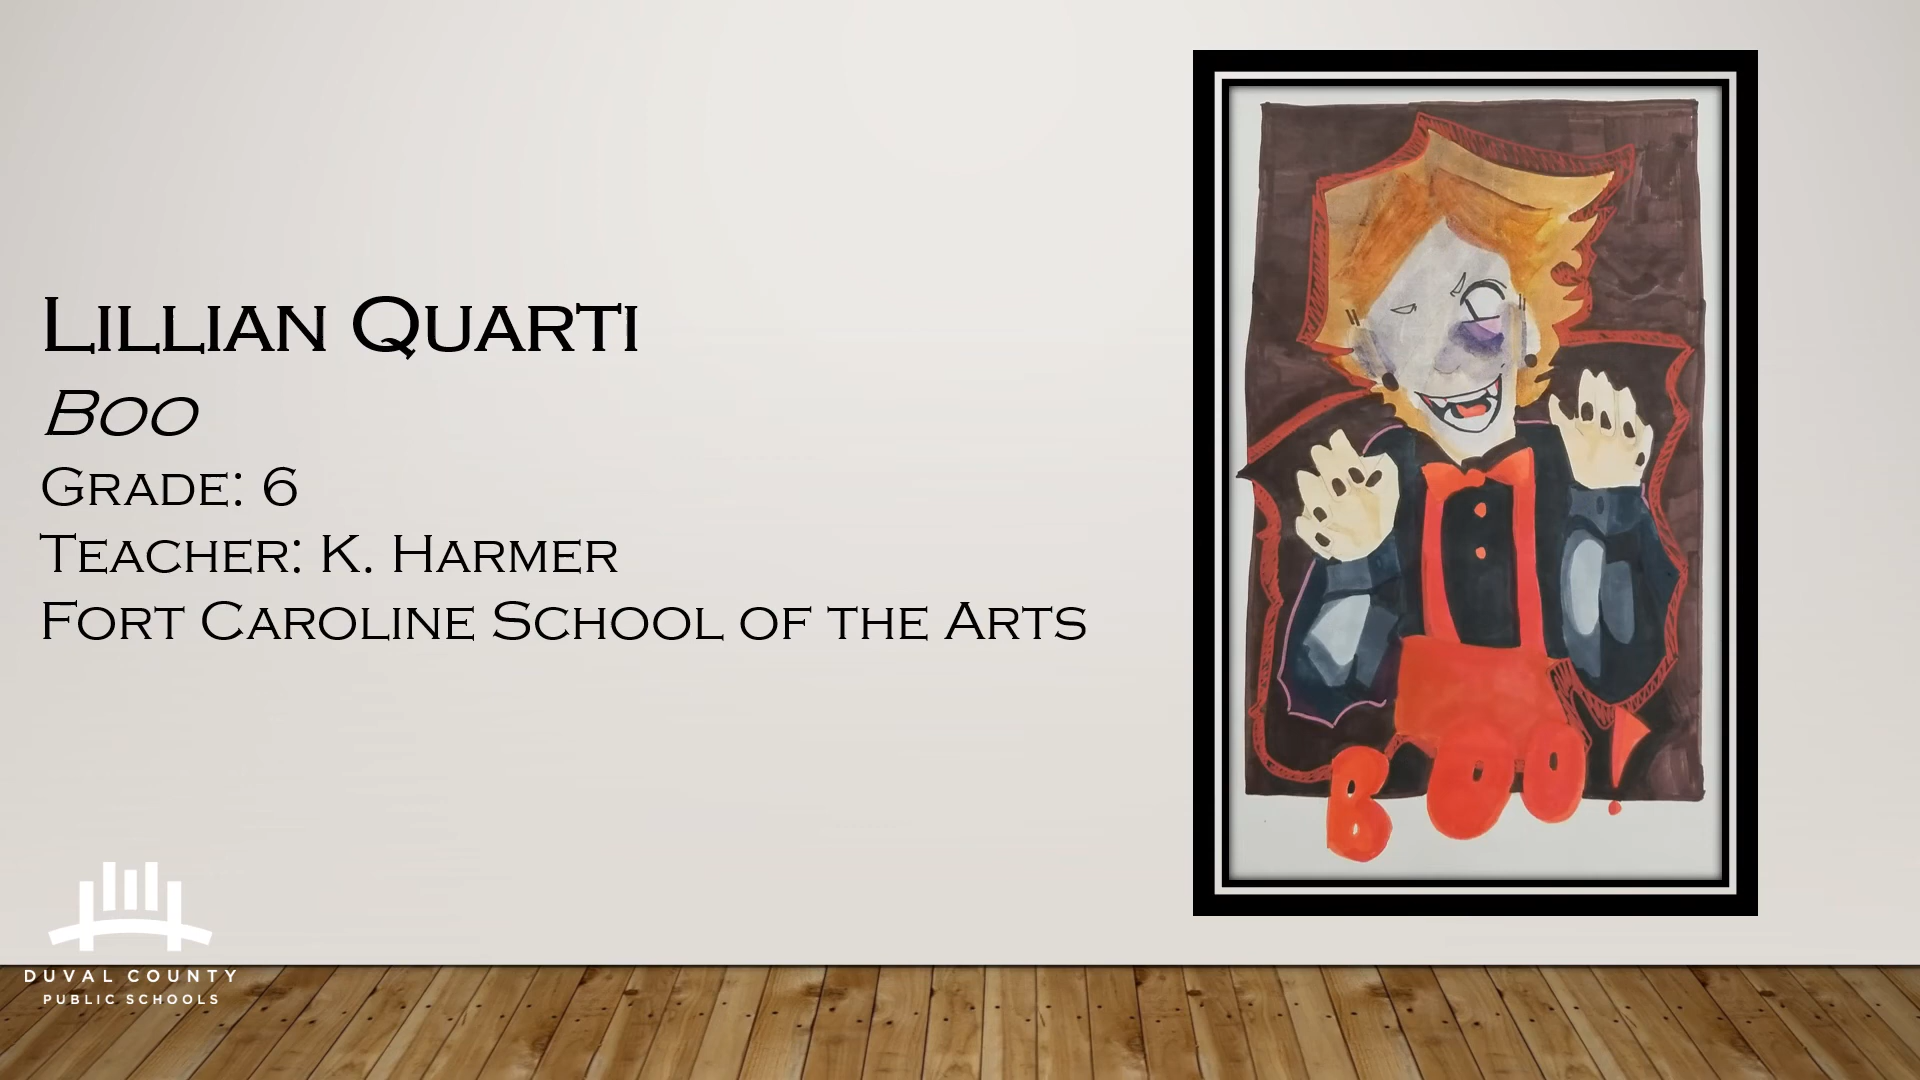 Lillian Quarti
Boo
Grade: 6
Teacher: K. Harmer
Fort Caroline School of the Arts
BOO!
DUVAL COUNTY
PUBLIC SCHOOLS